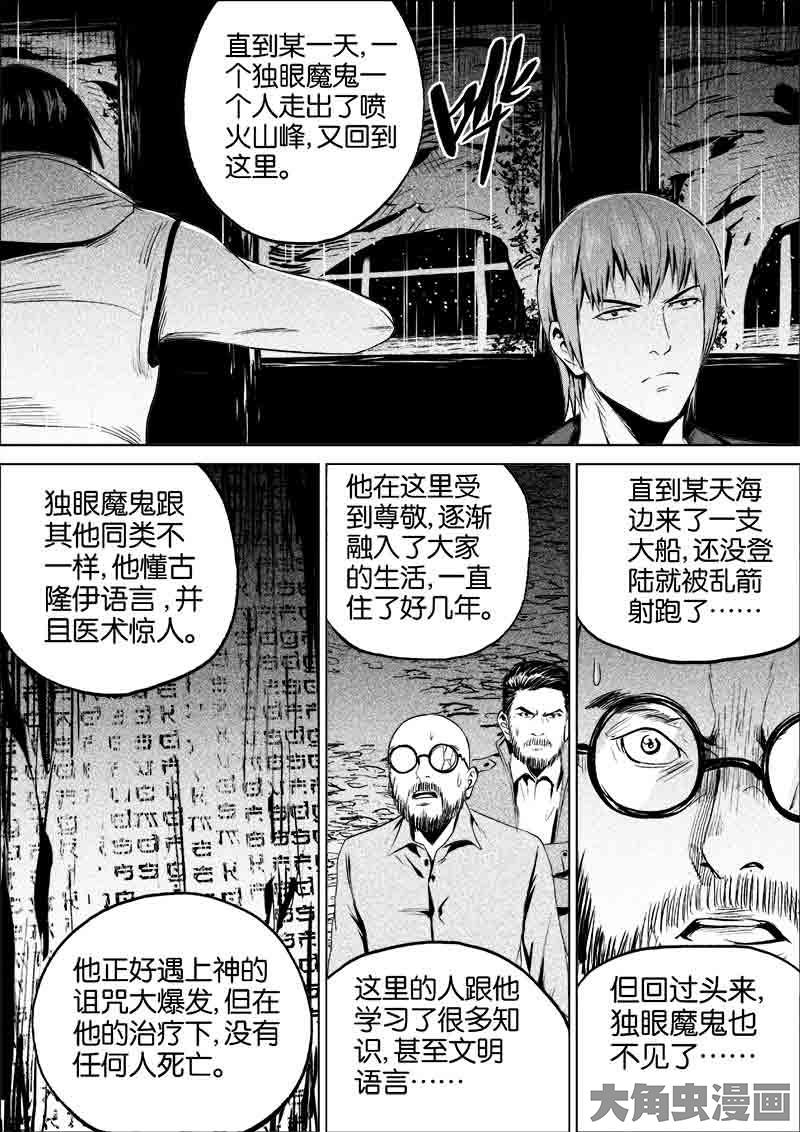 直到某一天,一
个独眼魔鬼一
个人走出了喷
火山峰,又回到
这里。
独眼魔鬼跟
其他同类不
一样,他懂古
隆伊语言,并
且医术惊人。
他正好遇上神的
诅咒大爆发,但在
他的治疗下,没有
任何人死亡。
他在这里受
到尊敬,逐渐
融入了大家
的生活,一直
住了好几年。
这里的人跟他
学习了很多知
识,甚至文明
语言……
直到某天海
边来了一支
大船,还没登
陆就被乱箭
射跑了……
但回过头来,
独眼魔鬼也
不见了……
大角虫漫画